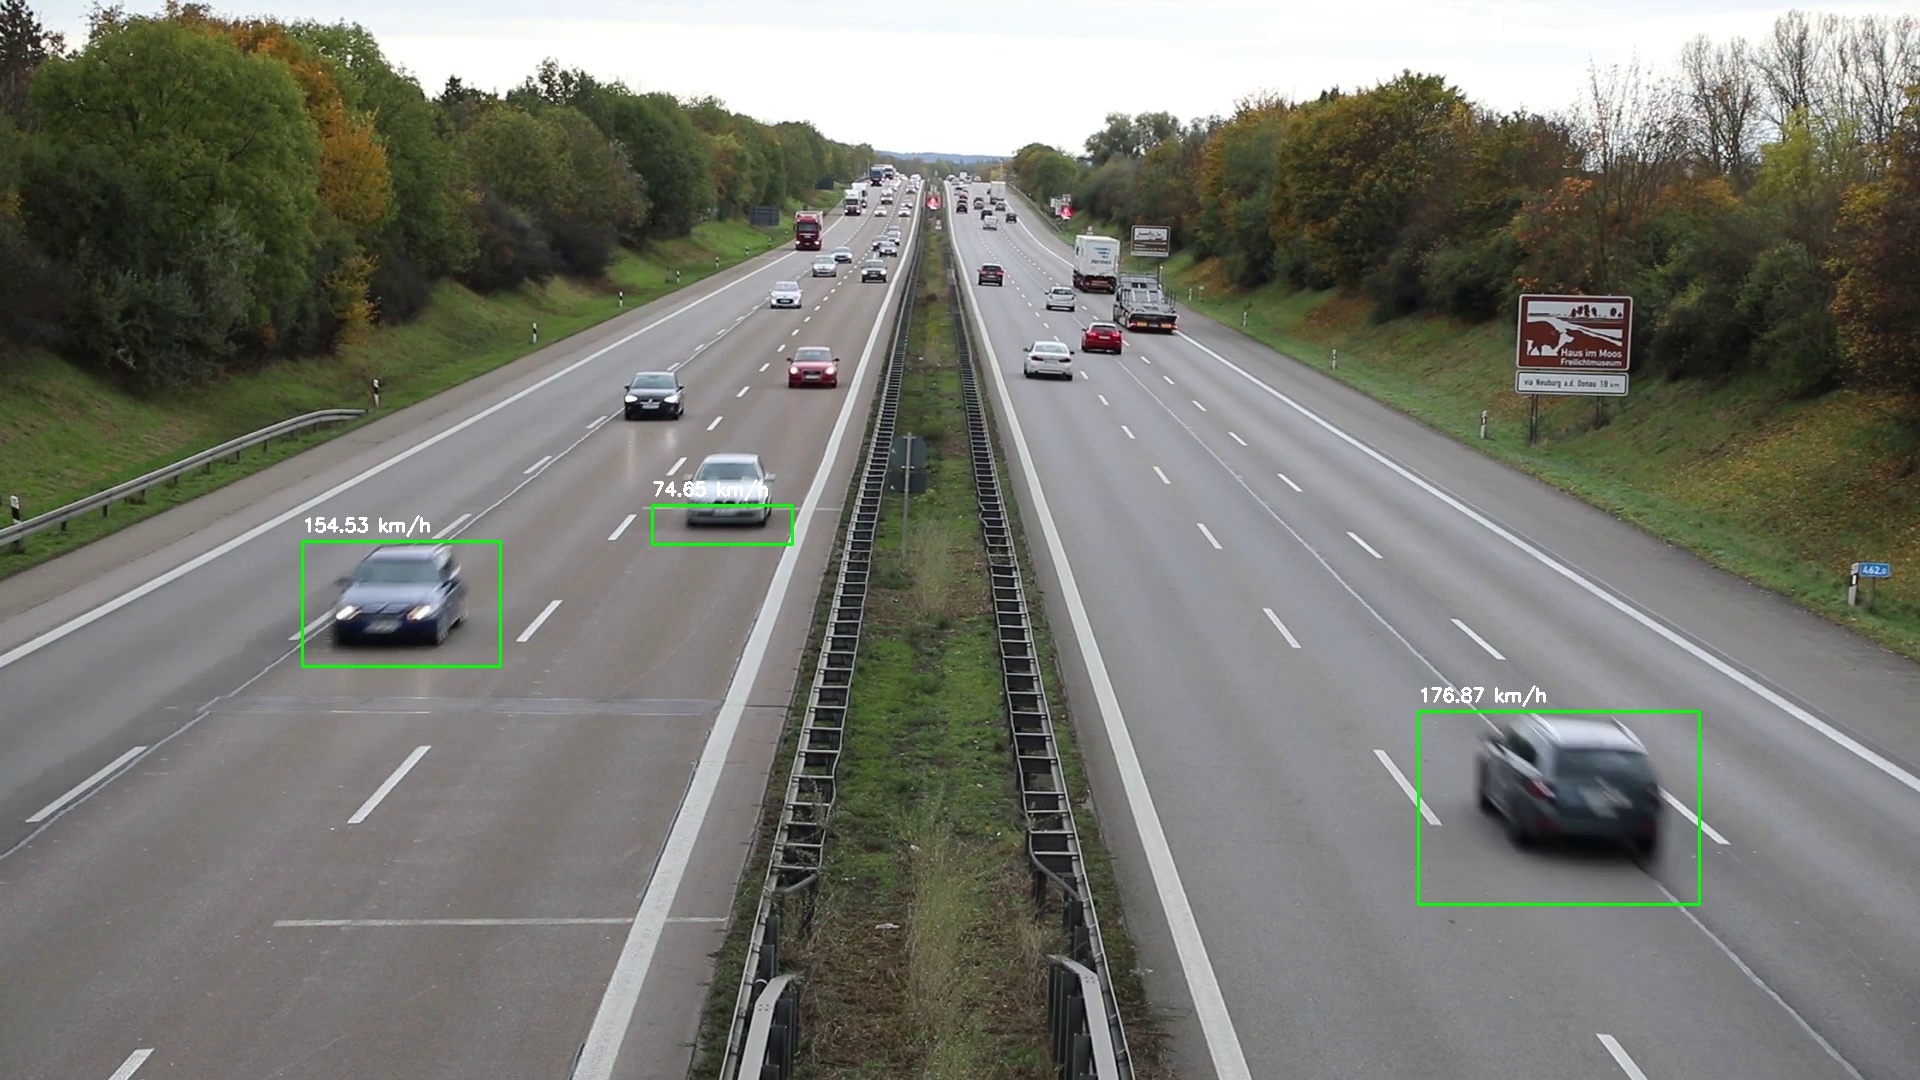 Haus im Moos
Freilichtmuseum
via Neuburg a.d. Donau 18 km
74.65 km/h
154.53 km/h
462,0
176.87 km/h